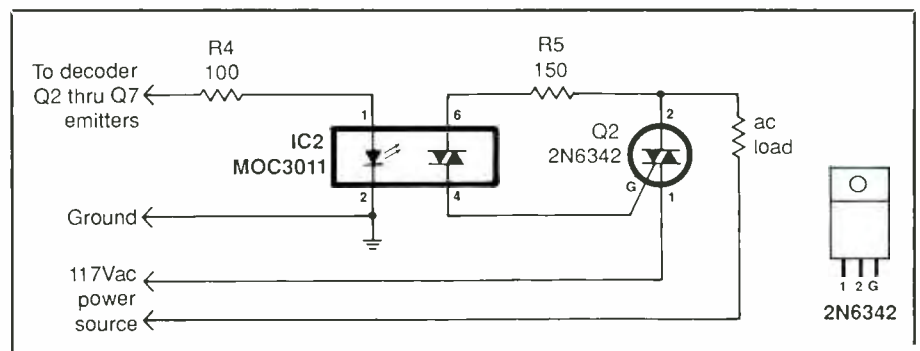 To decoder
Q2 thru Q7
emitters
R4
100
1
6
IC2
MOC3011
2
4
R5
150
2
Q2
2N6342
G
1
ac
load
Ground
117Vac
power
source
1 2 G
2N6342